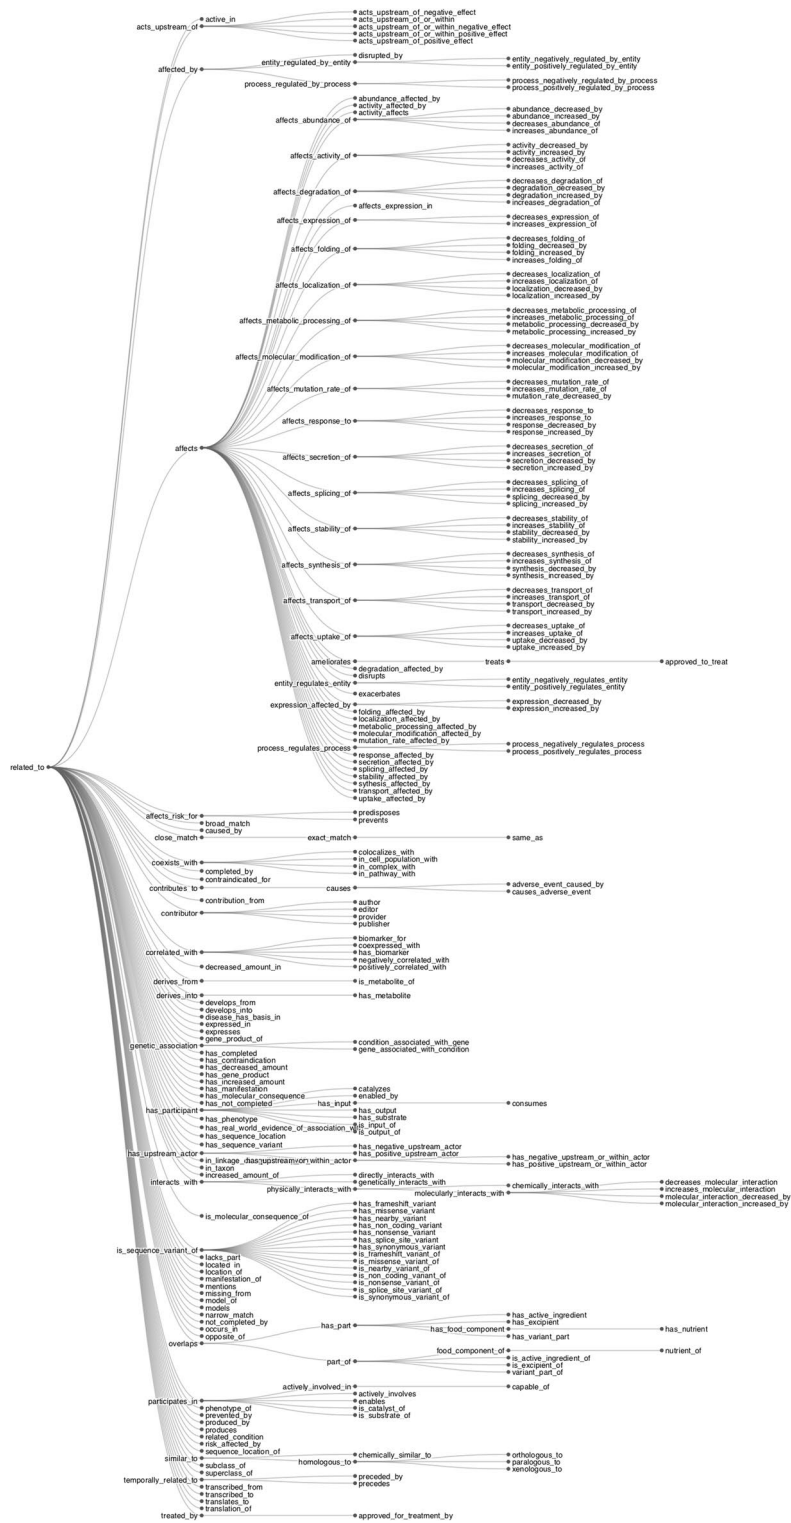 active_in
acts_upstream_of
acts_upstream_of_negative_effect
acts_upstream_of_or_within
acts_upstream_of_or_within_negative_effect
acts_upstream_of_or_within_positive_effect
acts_upstream_of_positive_effect
affected_by
disrupted_by
entity_regulated_by_entity
entity_negatively_regulated_by_entity
entity_positively_regulated_by_entity
process_regulated_by_process
process_negatively_regulated_by_process
process_positively_regulated_by_process
abundance_affected_by
activity_affected_by
activity_affects
affects_abundance_of
abundance_decreased_by
abundance_increased_by
decreases_abundance_of
increases_abundance_of
affects_activity_of
activity_decreased_by
activity_increased_by
decreases_activity_of
increases_activity_of
affects_degradation_of
decreases_degradation_of
degradation_decreased_by
degradation_increased_by
increases_degradation_of
affects_expression_in
affects_expression_of
decreases_expression_of
increases_expression_of
affects_folding_of
decreases_folding_of
folding_decreased_by
folding_increased_by
increases_folding_of
affects_localization_of
decreases_localization_of
increases_localization_of
localization_decreased_by
localization_increased_by
affects_metabolic_processing_of
decreases_metabolic_processing_of
increases_metabolic_processing_of
metabolic_processing_decreased_by
metabolic_processing_increased_by
affects_molecular_modification_of
decreases_molecular_modification_of
increases_molecular_modification_of
molecular_modification_decreased_by
molecular_modification_increased_by
affects_mutation_rate_of
decreases_mutation_rate_of
increases_mutation_rate_of
mutation_rate_decreased_by
affects_response_to
decreases_response_to
increases_response_to
response_decreased_by
response_increased_by
affects
affects_secretion_of
decreases_secretion_of
increases_secretion_of
secretion_decreased_by
secretion_increased_by
affects_splicing_of
decreases_splicing_of
increases_splicing_of
splicing_decreased_by
splicing_increased_by
affects_stability_of
decreases_stability_of
increases_stability_of
stability_decreased_by
stability_increased_by
affects_synthesis_of
decreases_synthesis_of
increases_synthesis_of
synthesis_decreased_by
synthesis_increased_by
affects_transport_of
decreases_transport_of
increases_transport_of
transport_decreased_by
transport_increased_by
affects_uptake_of
decreases_uptake_of
increases_uptake_of
uptake_decreased_by
uptake_increased_by
ameliorates
treats
approved_to_treat
degradation_affected_by
disrupts
entity_regulates_entity
entity_negatively_regulates_entity
entity_positively_regulates_entity
exacerbates
expression_affected_by
expression_decreased_by
expression_increased_by
folding_affected_by
localization_affected_by
metabolic_processing_affected_by
molecular_modification_affected_by
mutation_rate_affected_by
process_regulates_process
process_negatively_regulates_process
process_positively_regulates_process
response_affected_by
secretion_affected_by
splicing_affected_by
stability_affected_by
sythesis_affected_by
transport_affected_by
uptake_affected_by
related_to
affects_risk_for
predisposes
prevents
broad_match
caused_by
close_match
exact_match
same_as
coexists_with
colocalizes_with
in_cell_population_with
in_complex_with
in_pathway_with
completed_by
contraindicated_for
contributes_to
causes
adverse_event_caused_by
causes_adverse_event
contribution_from
contributor
author
editor
provider
publisher
correlated_with
biomarker_for
coexpressed_with
has_biomarker
negatively_correlated_with
positively_correlated_with
decreased_amount_in
derives_from
is_metabolite_of
derives_into
has_metabolite
develops_from
develops_into
disease_has_basis_in
expressed_in
expresses
gene_product_of
genetic_association
condition_associated_with_gene
gene_associated_with_condition
has_completed
has_contraindication
has_decreased_amount
has_gene_product
has_increased_amount
has_manifestation
has_molecular_consequence
has_not_completed
has_participant
catalyzes
enabled_by
has_input
consumes
has_output
has_substrate
is_input_of
is_output_of
has_phenotype
has_real_world_evidence_of_association_with
has_sequence_location
has_sequence_variant
has_upstream_actor
has_negative_upstream_actor
has_positive_upstream_actor
has_upstream_or_within_actor
has_negative_upstream_or_within_actor
has_positive_upstream_or_within_actor
in_taxon
increased_amount_of
interacts_with
directly_interacts_with
genetically_interacts_with
physically_interacts_with
chemically_interacts_with
molecularly_interacts_with
decreases_molecular_interaction
increases_molecular_interaction
molecular_interaction_decreased_by
molecular_interaction_increased_by
is_molecular_consequence_of
is_sequence_variant_of
has_frameshift_variant
has_missense_variant
has_nearby_variant
has_non_coding_variant
has_nonsense_variant
has_splice_site_variant
has_synonymous_variant
is_frameshift_variant_of
is_missense_variant_of
is_nearby_variant_of
is_non_coding_variant_of
is_nonsense_variant_of
is_splice_site_variant_of
is_synonymous_variant_of
lacks_part
located_in
location_of
manifestation_of
mentions
missing_from
model_of
models
narrow_match
not_completed_by
occurs_in
opposite_of
overlaps
has_part
has_active_ingredient
has_excipient
has_food_component
has_nutrient
has_variant_part
part_of
food_component_of
nutrient_of
is_active_ingredient_of
is_excipient_of
variant_part_of
participates_in
actively_involved_in
capable_of
actively_involves
enables
is_catalyst_of
is_substrate_of
phenotype_of
prevented_by
produced_by
produces
related_condition
risk_affected_by
sequence_location_of
similar_to
chemically_similar_to
homologous_to
orthologous_to
paralogous_to
xenologous_to
subclass_of
superclass_of
temporally_related_to
preceded_by
precedes
transcribed_from
transcribed_to
translates_to
translation_of
treated_by
approved_for_treatment_by